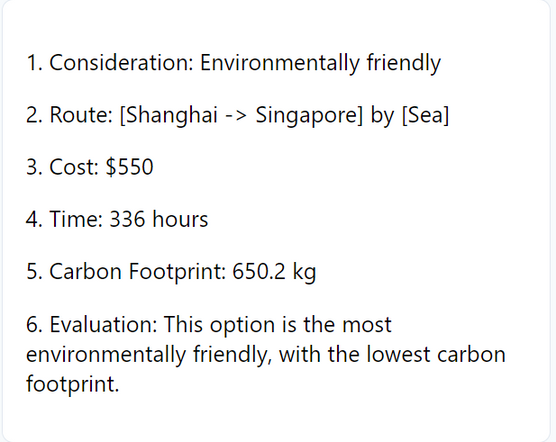 1. Consideration: Environmentally friendly
2. Route: [Shanghai -> Singapore] by [Sea]
3. Cost: $550
4. Time: 336 hours
5. Carbon Footprint: 650.2 kg
6. Evaluation: This option is the most
environmentally friendly, with the lowest carbon
footprint.